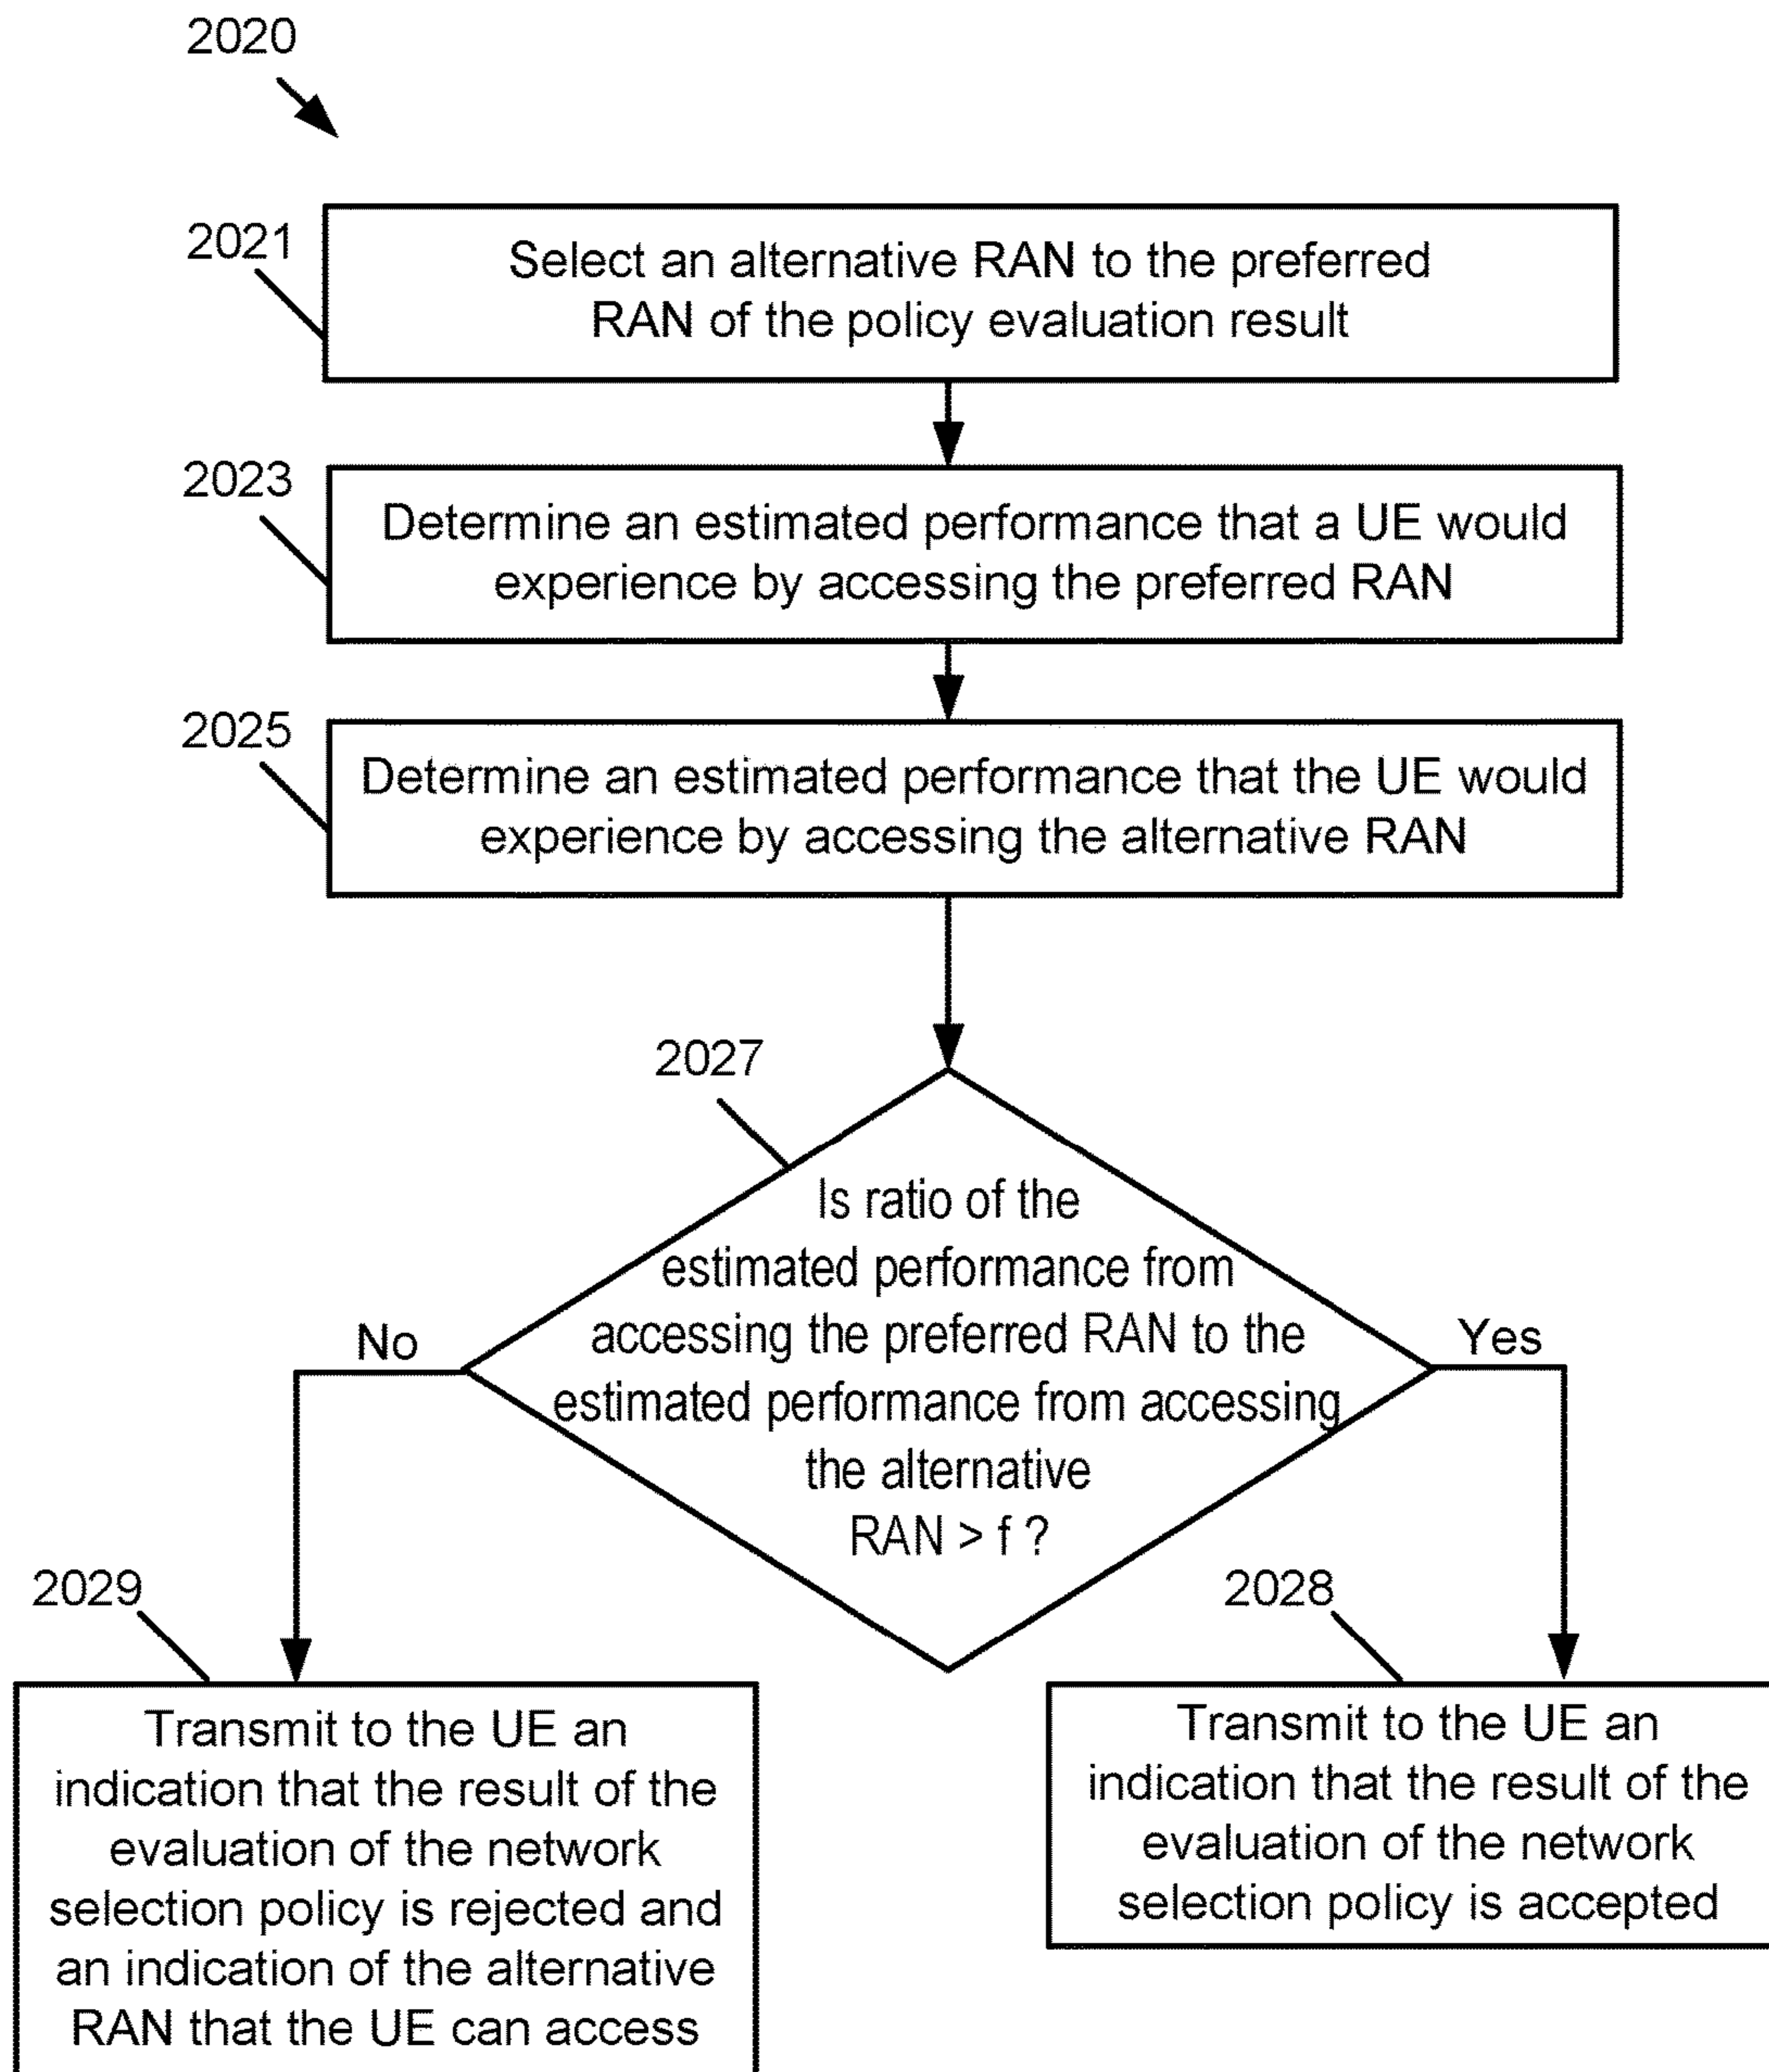 2020
2021
Select an alternative RAN to the preferred
RAN of the policy evaluation result
2023
Determine an estimated performance that a UE would
experience by accessing the preferred RAN
2025
Determine an estimated performance that the UE would
experience by accessing the alternative RAN
2027
Is ratio of the
estimated performance from
accessing the preferred RAN to the
estimated performance from accessing
the alternative
RAN > f ?
No
Yes
2029
Transmit to the UE an
indication that the result of the
evaluation of the network
selection policy is rejected and
an indication of the alternative
RAN that the UE can access
2028
Transmit to the UE an
indication that the result of the
evaluation of the network
selection policy is accepted